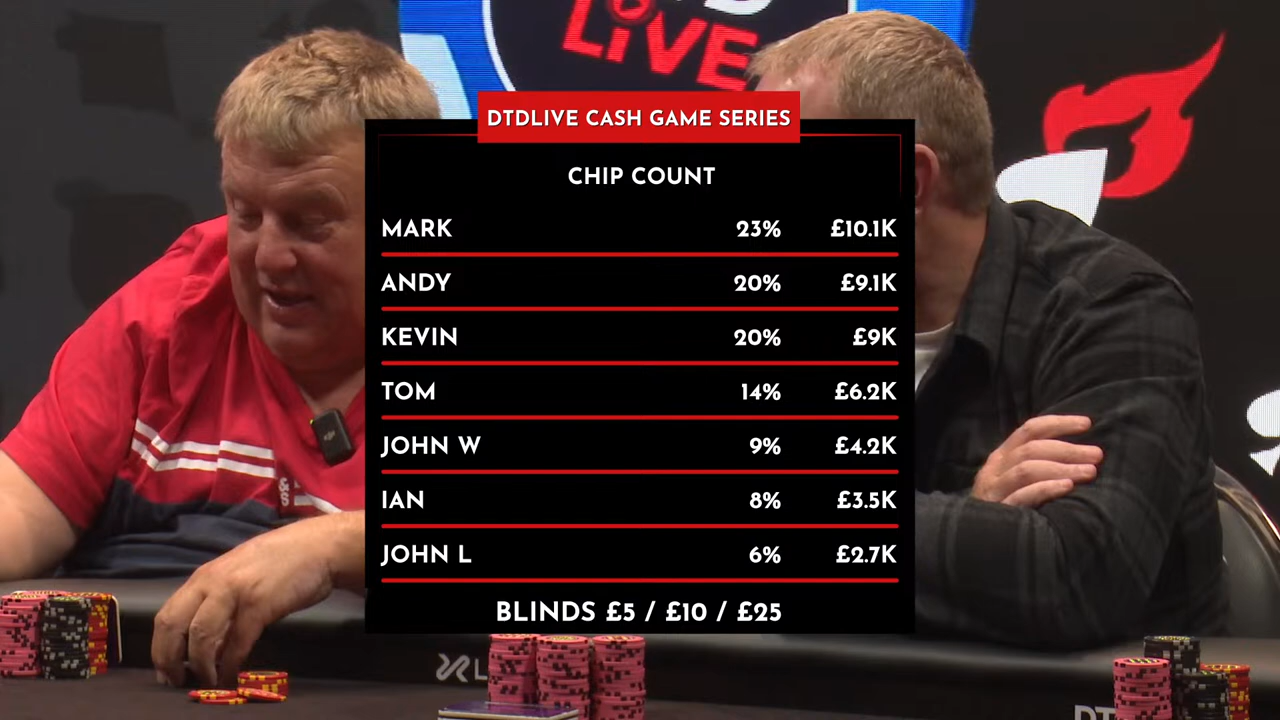 LIVE
DTDLIVE CASH GAME SERIES
CHIP COUNT
MARK 23% £10.1K
ANDY 20% £9.1K
KEVIN 20% £9K
TOM 14% £6.2K
JOHN W 9% £4.2K
IAN 8% £3.5K
JOHN L 6% £2.7K
BLINDS £5 / £10 / £25